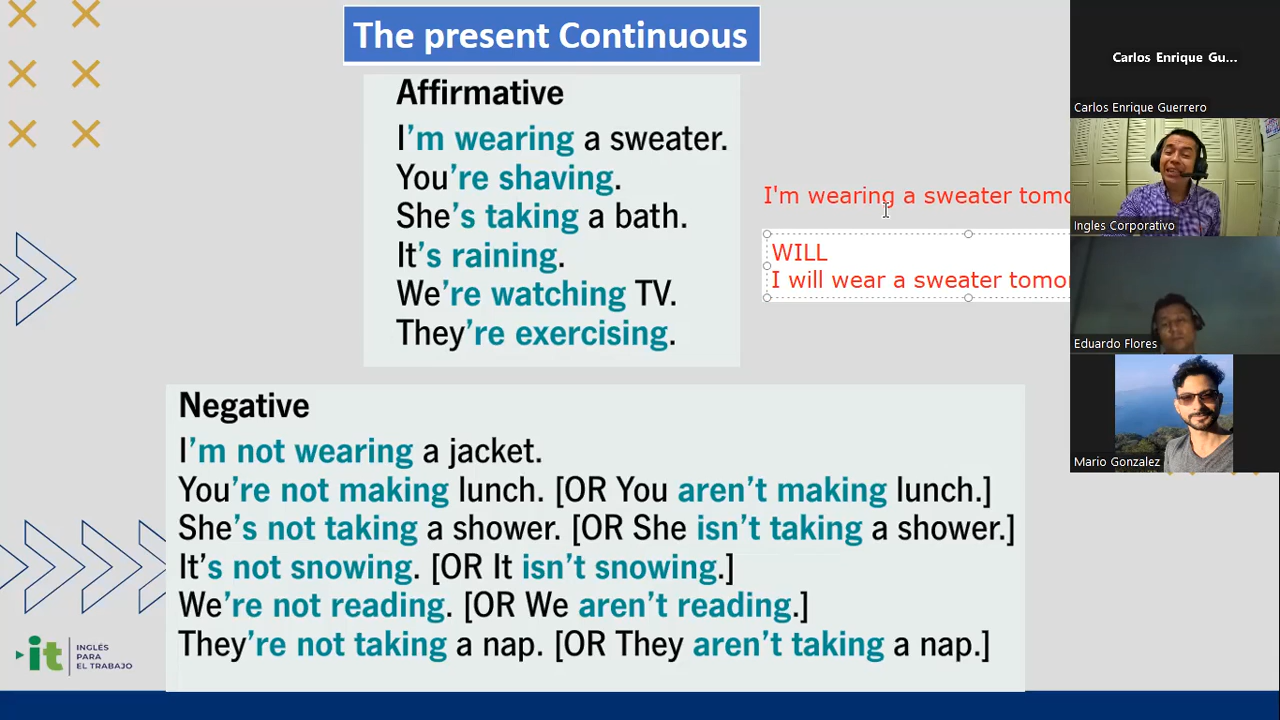 The present Continuous
Affirmative
I'm wearing a sweater.
You're shaving.
She's taking a bath.
It's raining.
We're watching TV.
They're exercising.
I'm wearing a sweater tomo
WILL
I will wear a sweater tomor
Negative
I'm not wearing a jacket.
You're not making lunch. [OR You aren't making lunch.]
She's not taking a shower. [OR She isn't taking a shower.]
It's not snowing. [OR It isn't snowing.]
We're not reading. [OR We aren't reading.]
They're not taking a nap. [OR They aren't taking a nap.]
it
INGLÉS
PARA
EL TRABAJO
Carlos Enrique Gu...
Carlos Enrique Guerrero
Ingles Corporativo
Eduardo Flores
Mario Gonzalez